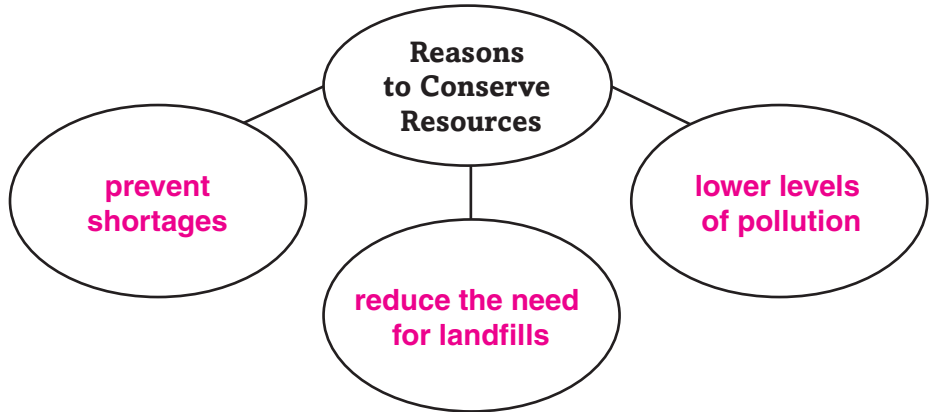 Reasons
to Conserve
Resources
prevent
shortages
reduce the need
for landfills
lower levels
of pollution